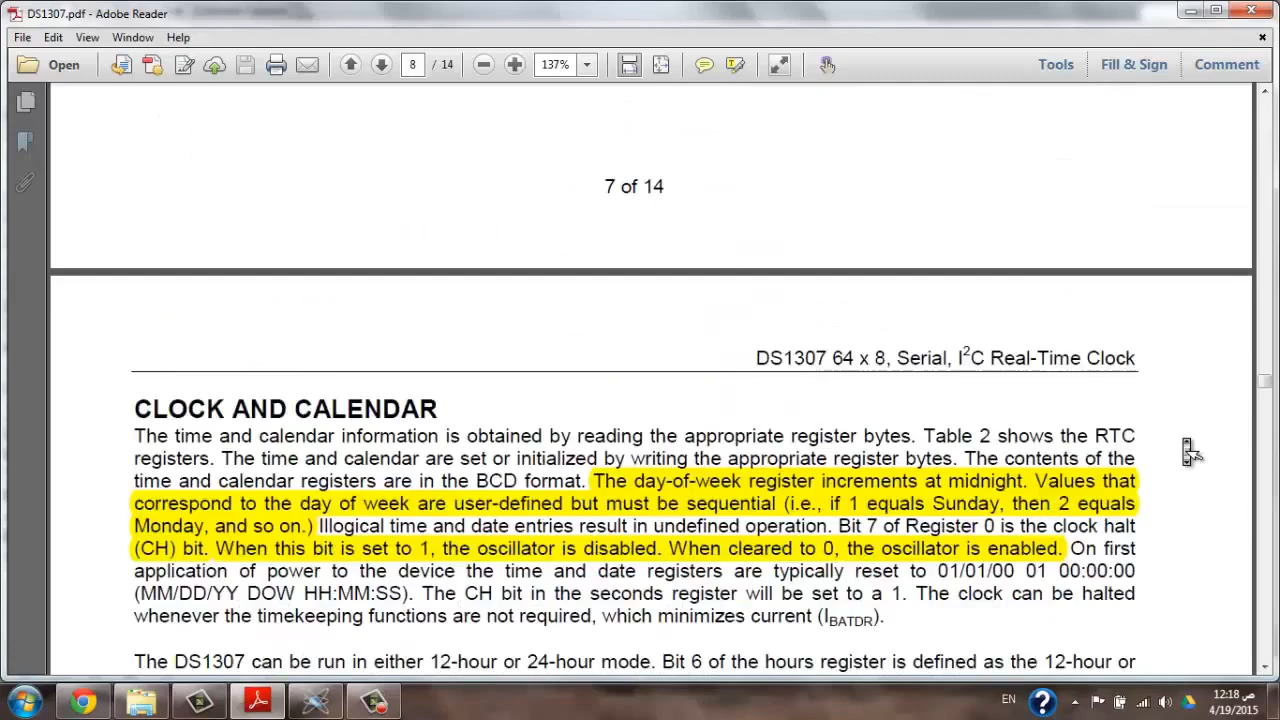 DS1307.pdf - Adobe Reader
File Edit View Window Help
Open 8 / 14 137% Tools Fill & Sign Comment
7 of 14
DS1307 64 x 8, Serial, I2C Real-Time Clock
CLOCK AND CALENDAR
The time and calendar information is obtained by reading the appropriate register bytes. Table 2 shows the RTC
registers. The time and calendar are set or initialized by writing the appropriate register bytes. The contents of the
time and calendar registers are in the BCD format. The day-of-week register increments at midnight. Values that
correspond to the day of week are user-defined but must be sequential (i.e., if 1 equals Sunday, then 2 equals
Monday, and so on.) Illogical time and date entries result in undefined operation. Bit 7 of Register 0 is the clock halt
(CH) bit. When this bit is set to 1, the oscillator is disabled. When cleared to 0, the oscillator is enabled. On first
application of power to the device the time and date registers are typically reset to 01/01/00 01 00:00:00
(MM/DD/YY DOW HH:MM:SS). The CH bit in the seconds register will be set to a 1. The clock can be halted
whenever the timekeeping functions are not required, which minimizes current (IBATDR).
The DS1307 can be run in either 12-hour or 24-hour mode. Bit 6 of the hours register is defined as the 12-hour or
EN 12:18 ص
4/19/2015